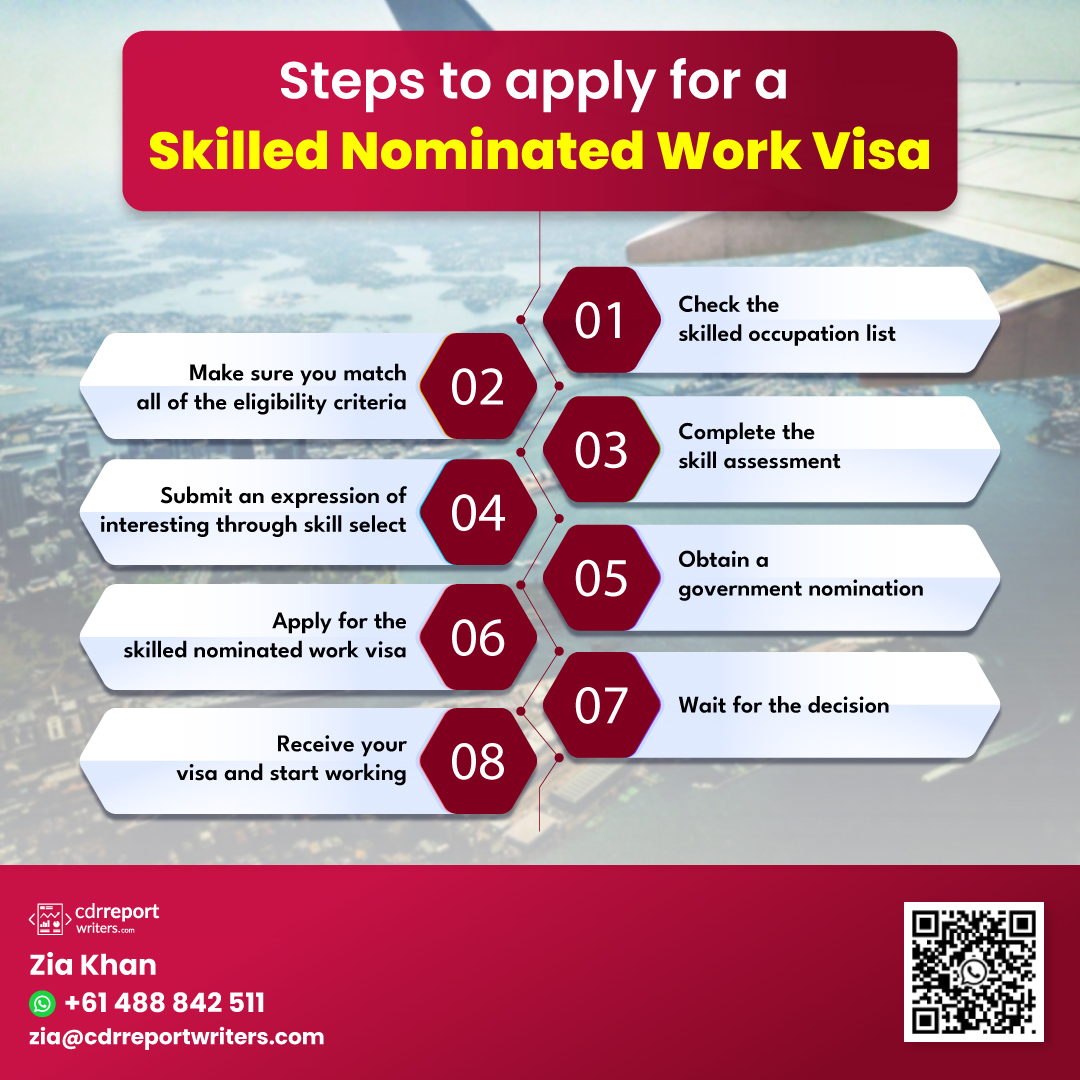 Steps to apply for a
Skilled Nominated Work Visa
01
Check the
skilled occupation list
02
Make sure you match
all of the eligibility criteria
03
Complete the
skill assessment
04
Submit an expression of
interesting through skill select
05
Obtain a
government nomination
06
Apply for the
skilled nominated work visa
07
Wait for the decision
08
Receive your
visa and start working
cdrreport
writers.com
Zia Khan
+61 488 842 511
zia@cdrreportwriters.com